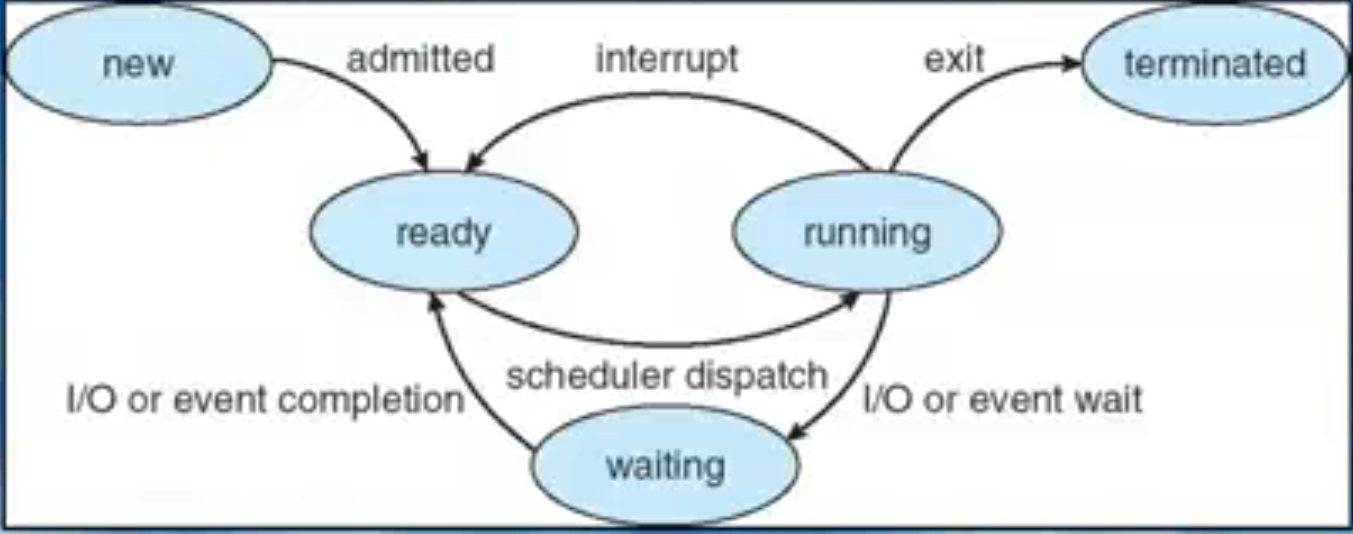 new
admitted
interrupt
exit
terminated
ready
running
scheduler dispatch
I/O or event completion
I/O or event wait
waiting